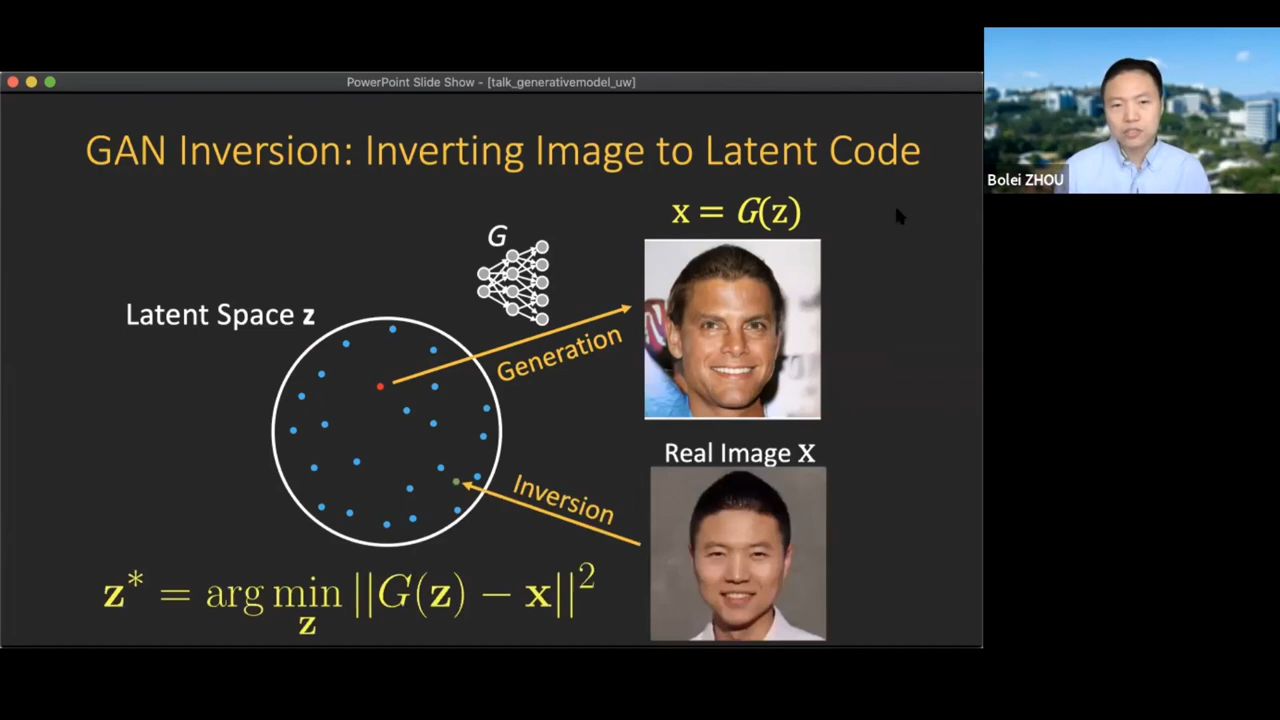 PowerPoint Slide Show - [talk_generativemodel_uw]
GAN Inversion: Inverting Image to Latent Code
Bolei ZHOU
x = G(z)
G
Latent Space z
Generation
Real Image X
Inversion
z* = arg min ||G(z) − x||²
z